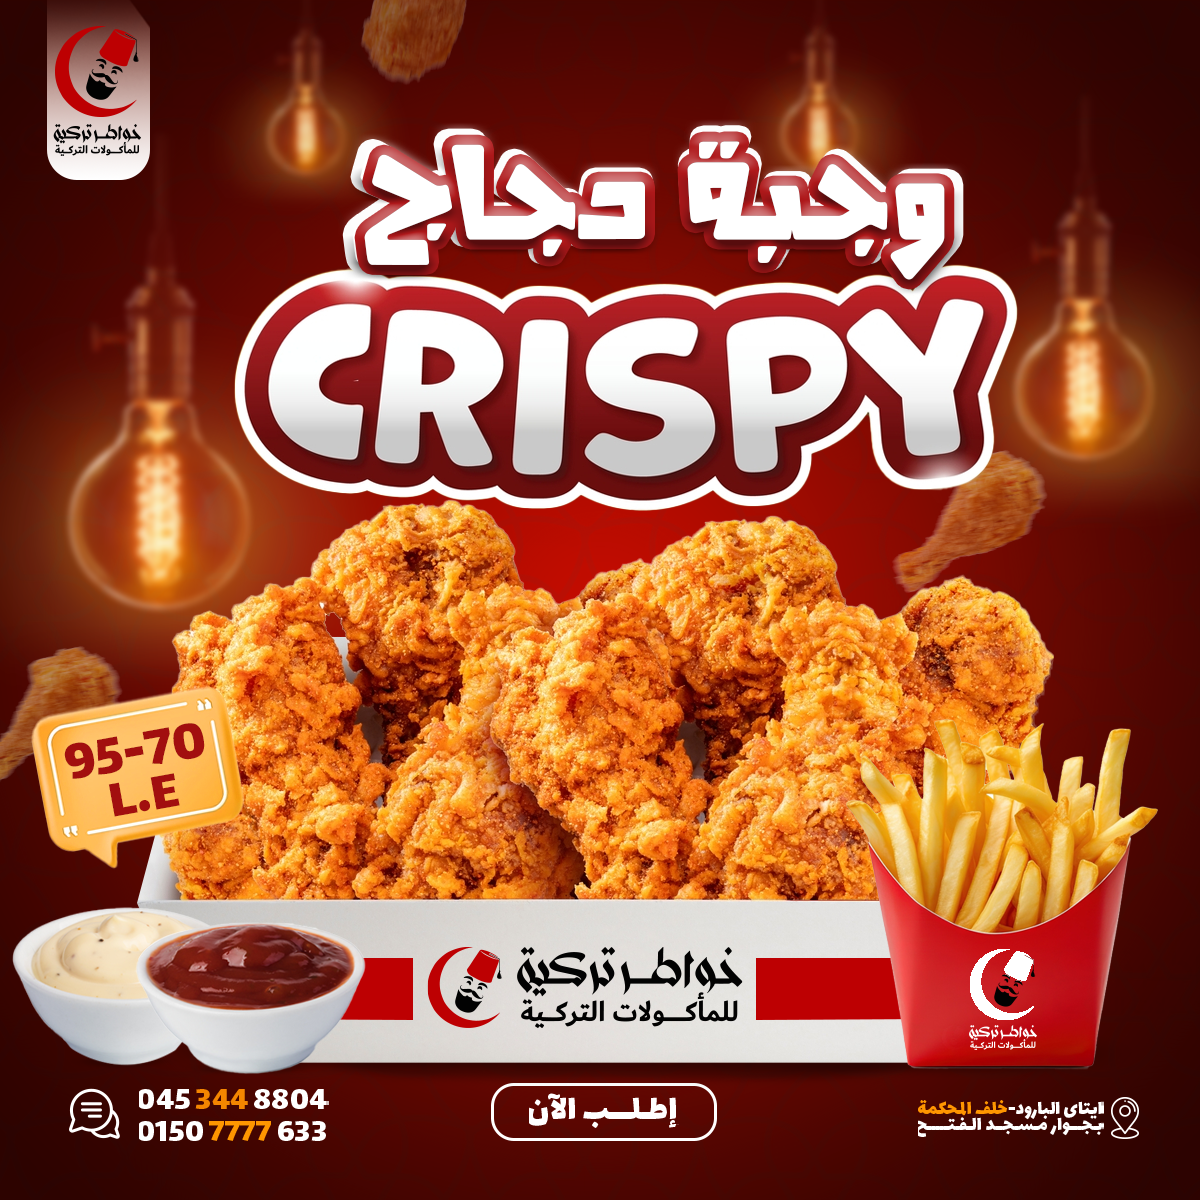 خواطر تركية
للمأكولات التركية
وجبة دجاج
CRISPY
95-70
L.E
خواطر تركية
للمأكولات التركية
خواطر تركية
للمأكولات التركية
045 344 8804
0150 7777 633
إطلب الآن
ايتاى البارود-خلف المحكمة
بجوار مسجد الفتح